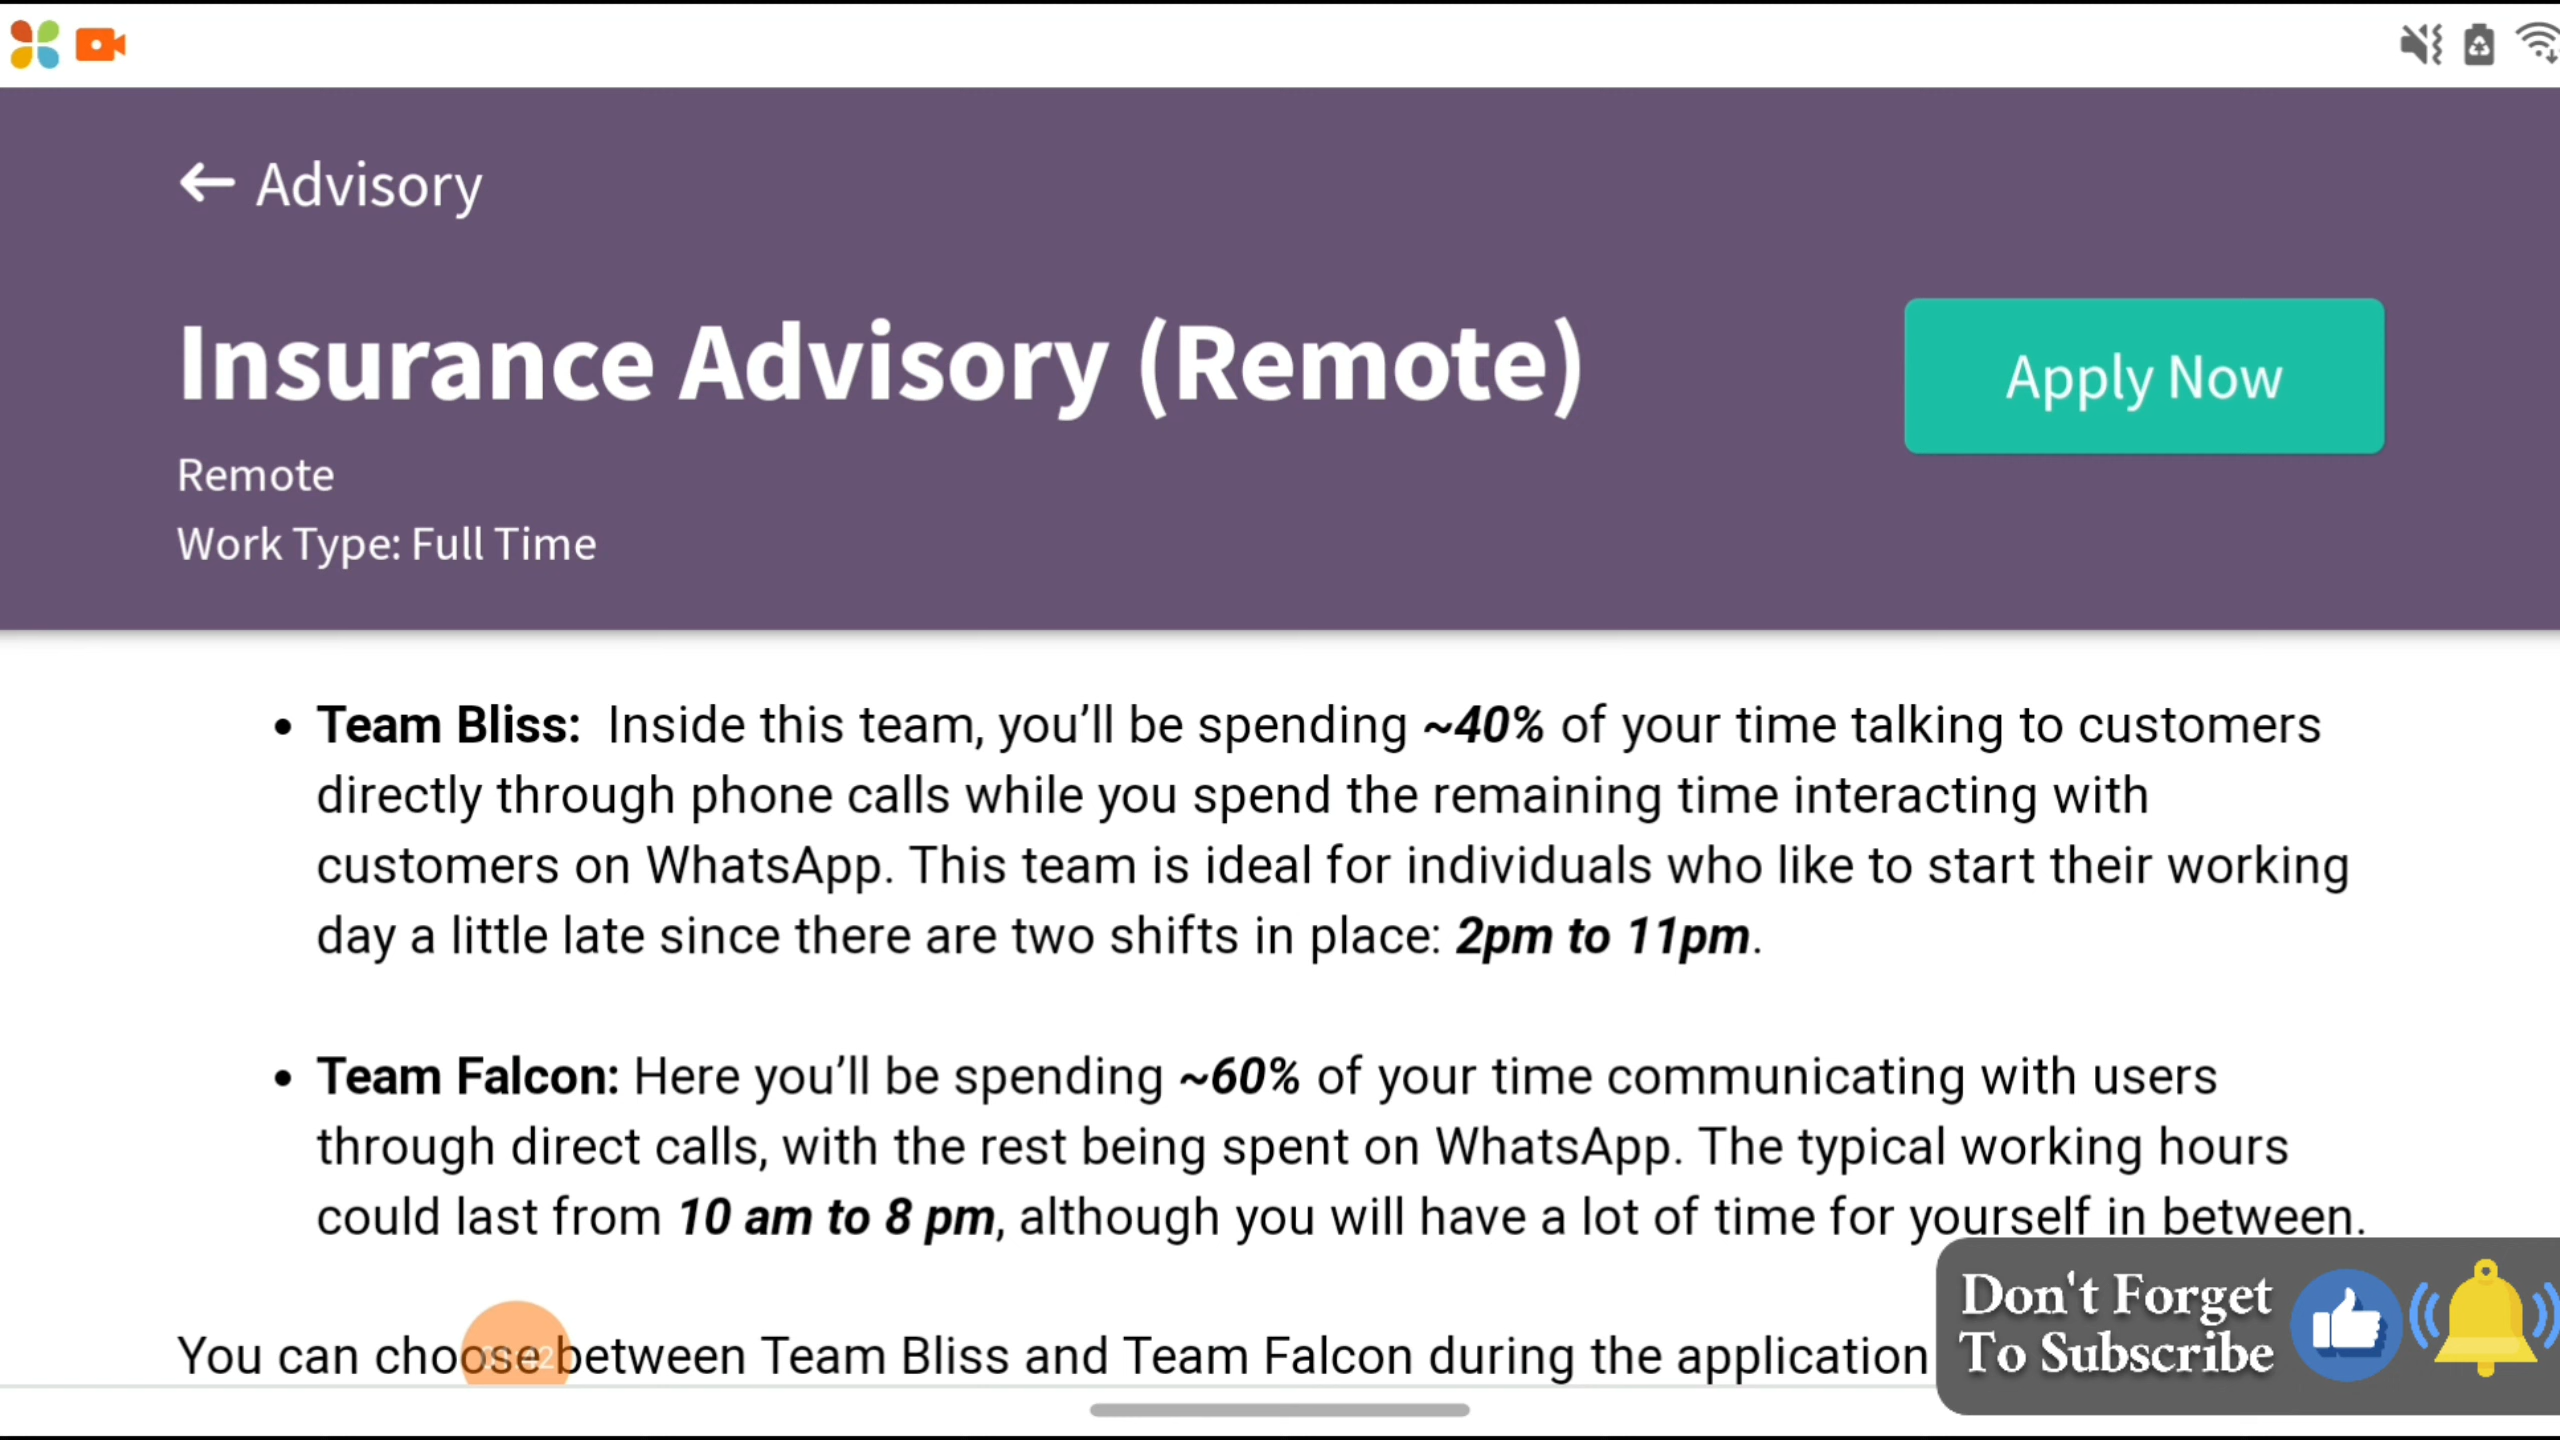 ← Advisory
Insurance Advisory (Remote)
Apply Now
Remote
Work Type: Full Time
• Team Bliss:  Inside this team, you’ll be spending ~40% of your time talking to customers
directly through phone calls while you spend the remaining time interacting with
customers on WhatsApp. This team is ideal for individuals who like to start their working
day a little late since there are two shifts in place: 2pm to 11pm.
• Team Falcon: Here you’ll be spending ~60% of your time communicating with users
through direct calls, with the rest being spent on WhatsApp. The typical working hours
could last from 10 am to 8 pm, although you will have a lot of time for yourself in between.
You can choose between Team Bliss and Team Falcon during the application
Don't Forget
To Subscribe